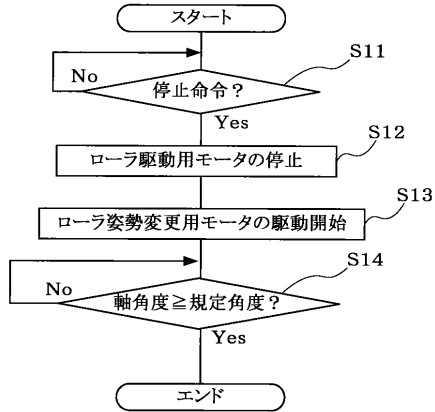 スタート
S11
No
停止命令？
Yes
S12
ローラ駆動用モータの停止
S13
ローラ姿勢変更用モータの駆動開始
S14
No
軸角度≧規定角度？
Yes
エンド